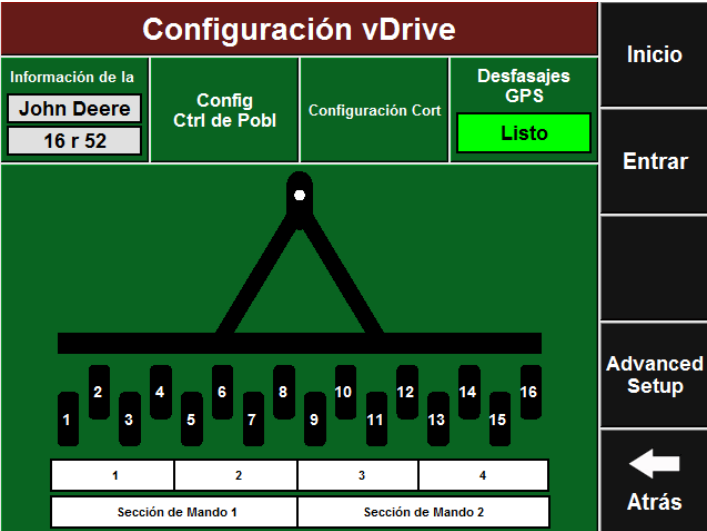 Configuración vDrive
Inicio
Información de la
John Deere
16 r 52
Config
Ctrl de Pobl
Configuración Cort
Desfasajes
GPS
Listo
Entrar
Advanced
Setup
Atrás
2 4 6 8 10 12 14 16
1 3 5 7 9 11 13 15
1 2 3 4
Sección de Mando 1 Sección de Mando 2